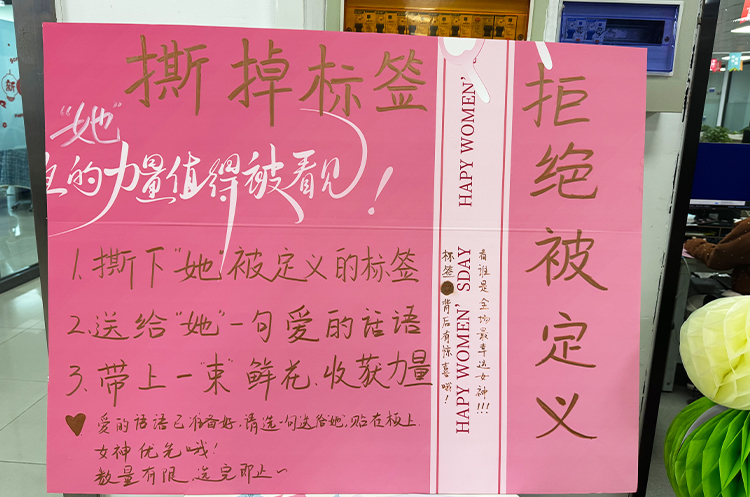 撕掉标签
拒绝被定义
"她"
的力量值得被看见!
1.撕下"她"被定义的标签
2.送给"她"一句爱的话语
3.带上一"束"鲜花、收获力量
爱的话语已准备好,请选一句送给她,贴在板上,
女神优先哦!
数量有限,送完即止~
HAPY WOMEN'
HAPPY WOMEN' SDAY
看谁是全场最幸运女神!!!
标签背后有惊喜哦!